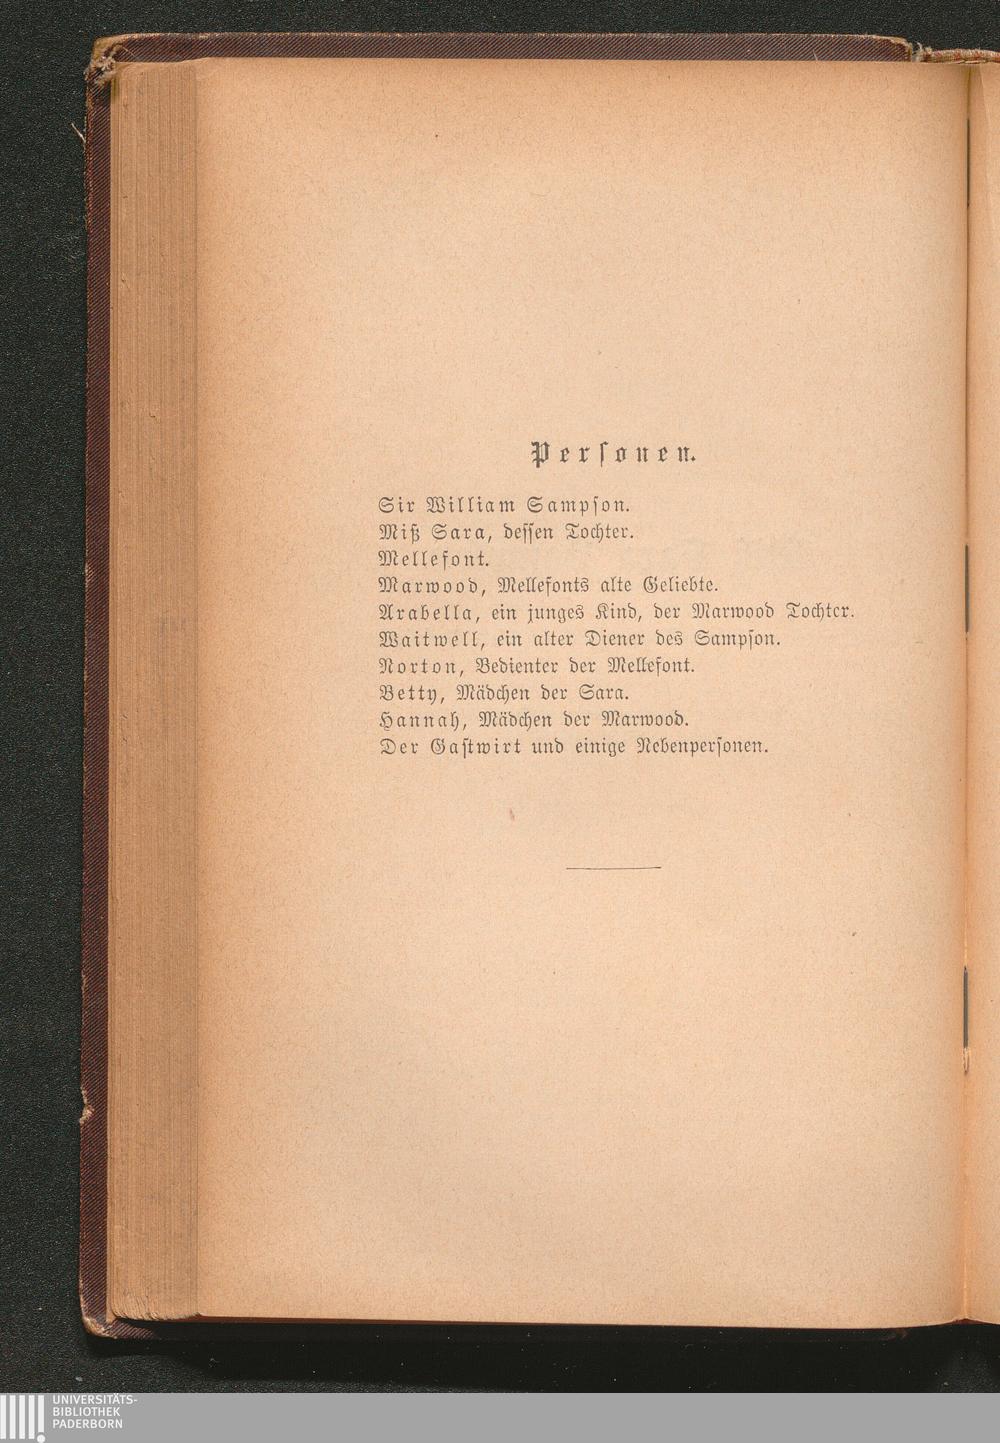 Personen.
Sir William Sampson.
Miß Sara, dessen Tochter.
Mellefont.
Marwood, Mellefonts alte Geliebte.
Arabella, ein junges Kind, der Marwood Tochter.
Waitwell, ein alter Diener des Sampson.
Norton, Bedienter der Mellefont.
Betty, Mädchen der Sara.
Hannah, Mädchen der Marwood.
Der Gastwirt und einige Nebenpersonen.
UNIVERSITÄTS-
BIBLIOTHEK
PADERBORN